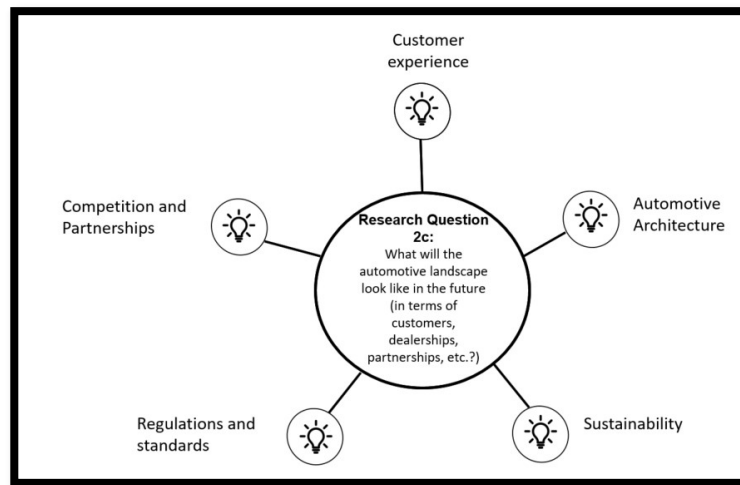 Customer
experience
Competition and
Partnerships
Automotive
Architecture
Research Question
2c:
What will the
automotive landscape
look like in the future
(in terms of
customers,
dealerships,
partnerships, etc.?)
Regulations and
standards
Sustainability